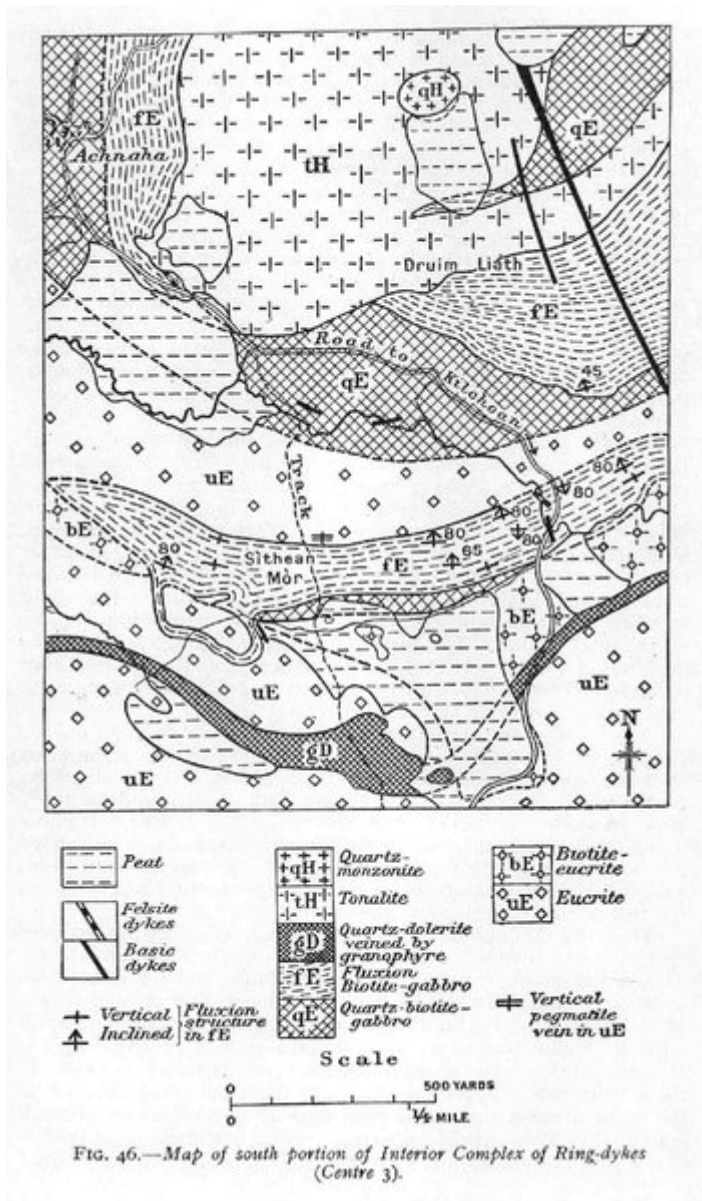 qH
fE
qE
Achnaha
tH
Druim Liath
fE
Road to
Kilchoan
45
qE
uE
Track
80
80
80
bE
80
80
65
80
Sithean
Mòr
fE
bE
uE
uE
N
gD
uE
Peat
Felsite
dykes
Basic
dykes
Vertical
Inclined
Fluxion
structure
in fE
qH Quartz-
monzonite
tH Tonalite
gD Quartz-dolerite
veined by
granophyre
fE Fluxion
Biotite-gabbro
qE Quartz-biotite-
gabbro
bE Biotite-
eucrite
uE Eucrite
Vertical
pegmatite
vein in uE
Scale
0 500 YARDS
0 ¼ MILE
FIG. 46.—Map of south portion of Interior Complex of Ring-dykes
(Centre 3).